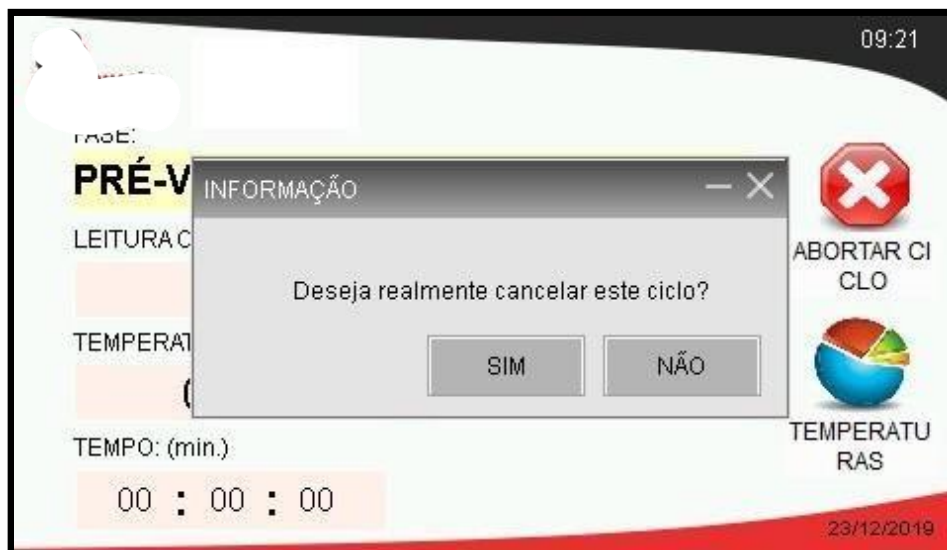 09:21
FASE:
PRÉ-V
INFORMAÇÃO
LEITURA C
Deseja realmente cancelar este ciclo?
ABORTAR CI
CLO
TEMPERAT
SIM
NÃO
TEMPO: (min.)
TEMPERATU
RAS
00 : 00 : 00
23/12/2019